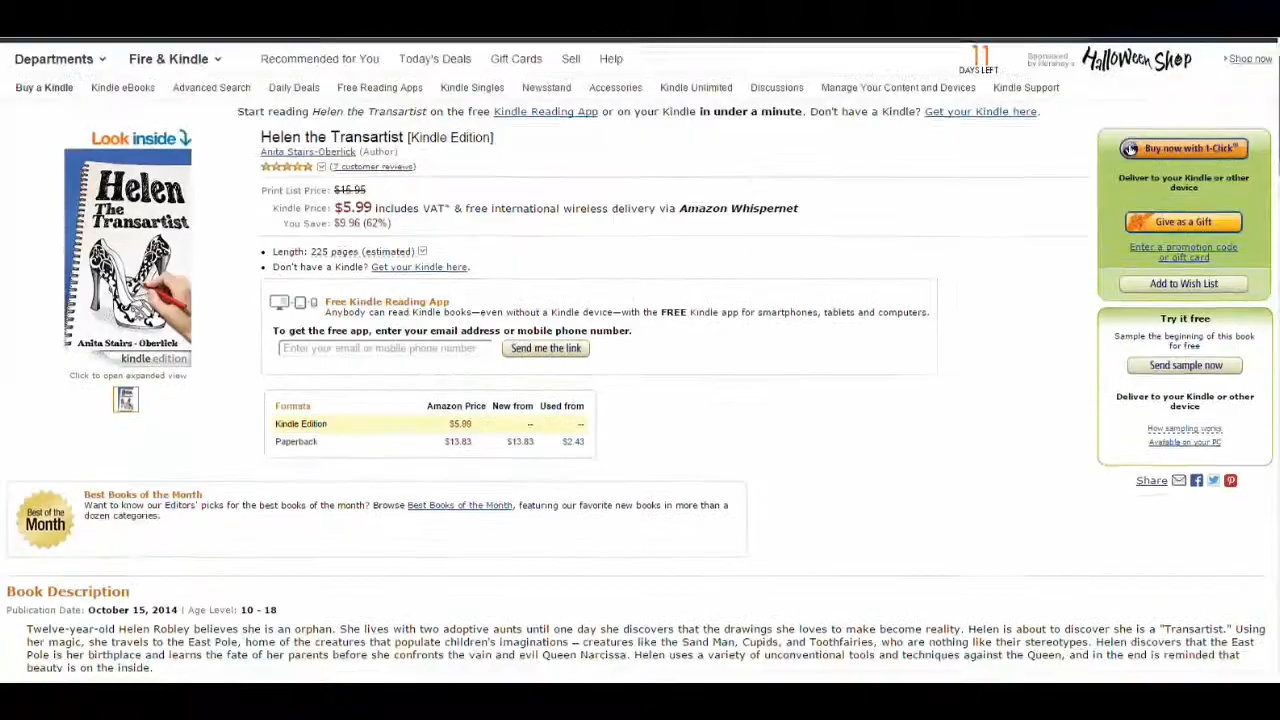 Departments Fire & Kindle Recommended for You Today's Deals Gift Cards Sell Help 11 DAYS LEFT Sponsored by Hershey's Halloween Shop Shop now
Buy a Kindle Kindle eBooks Advanced Search Daily Deals Free Reading Apps Kindle Singles Newsstand Accessories Kindle Unlimited Discussions Manage Your Content and Devices Kindle Support
Start reading Helen the Transartist on the free Kindle Reading App or on your Kindle in under a minute. Don't have a Kindle? Get your Kindle here.
Look inside
Helen
The
Transartist
Anita Stairs - Oberlick
kindle edition
Click to open expanded view
Helen the Transartist [Kindle Edition]
Anita Stairs-Oberlick (Author)
(7 customer reviews)
Print List Price: $15.95
Kindle Price: $5.99 includes VAT* & free international wireless delivery via Amazon Whispernet
You Save: $9.96 (62%)
• Length: 225 pages (estimated)
• Don't have a Kindle? Get your Kindle here.
Free Kindle Reading App
Anybody can read Kindle books—even without a Kindle device—with the FREE Kindle app for smartphones, tablets and computers.
To get the free app, enter your email address or mobile phone number.
Enter your email or mobile phone number Send me the link
Formats Amazon Price New from Used from
Kindle Edition $5.99 -- --
Paperback $13.83 $13.83 $2.43
Buy now with 1-Click®
Deliver to your Kindle or other
device
Give as a Gift
Enter a promotion code
or gift card
Add to Wish List
Try it free
Sample the beginning of this book
for free
Send sample now
Deliver to your Kindle or other
device
How sampling works
Available on your PC
Share
Best of the
Month
Best Books of the Month
Want to know our Editors' picks for the best books of the month? Browse Best Books of the Month, featuring our favorite new books in more than a
dozen categories.
Book Description
Publication Date: October 15, 2014 | Age Level: 10 - 18
Twelve-year-old Helen Robley believes she is an orphan. She lives with two adoptive aunts until one day she discovers that the drawings she loves to make become reality. Helen is about to discover she is a "Transartist." Using
her magic, she travels to the East Pole, home of the creatures that populate children's imaginations – creatures like the Sand Man, Cupids, and Toothfairies, who are nothing like their stereotypes. Helen discovers that the East
Pole is her birthplace and learns the fate of her parents before she confronts the vain and evil Queen Narcissa. Helen uses a variety of unconventional tools and techniques against the Queen, and in the end is reminded that
beauty is on the inside.